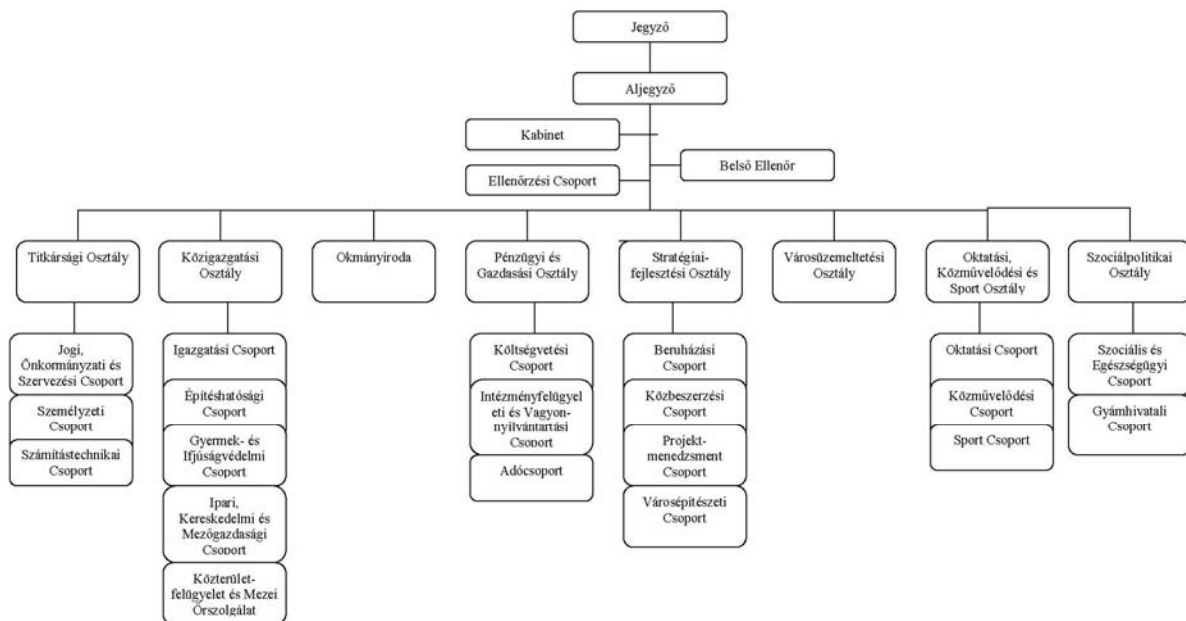 Jegyző
Aljegyző
Kabinet
Belső Ellenőr
Ellenőrzési Csoport
Titkársági Osztály
Közigazgatási
Osztály
Okmányiroda
Pénzügyi és
Gazdasási Osztály
Stratégiai-
fejlesztési Osztály
Városüzemeltetési
Osztály
Oktatási,
Közművelődési és
Sport Osztály
Szociálpolitikai
Osztály
Jogi,
Önkormányzati és
Szervezési Csoport
Személyzeti
Csoport
Számítástechnikai
Csoport
Igazgatási Csoport
Építéshatósági
Csoport
Gyermek- és
Ifjúságvédelmi
Csoport
Ipari,
Kereskedelmi és
Mezőgazdasági
Csoport
Közterület-
felügyelet és Mezei
Őrszolgálat
Költségvetési
Csoport
Intézményfelügyel
eti és Vagyon-
nyilvántartási
Csoport
Adócsoport
Beruházási
Csoport
Közbeszerzési
Csoport
Projekt-
menedzsment
Csoport
Városépítészeti
Csoport
Oktatási Csoport
Közművelődési
Csoport
Sport Csoport
Szociális és
Egészségügyi
Csoport
Gyámhivatali
Csoport